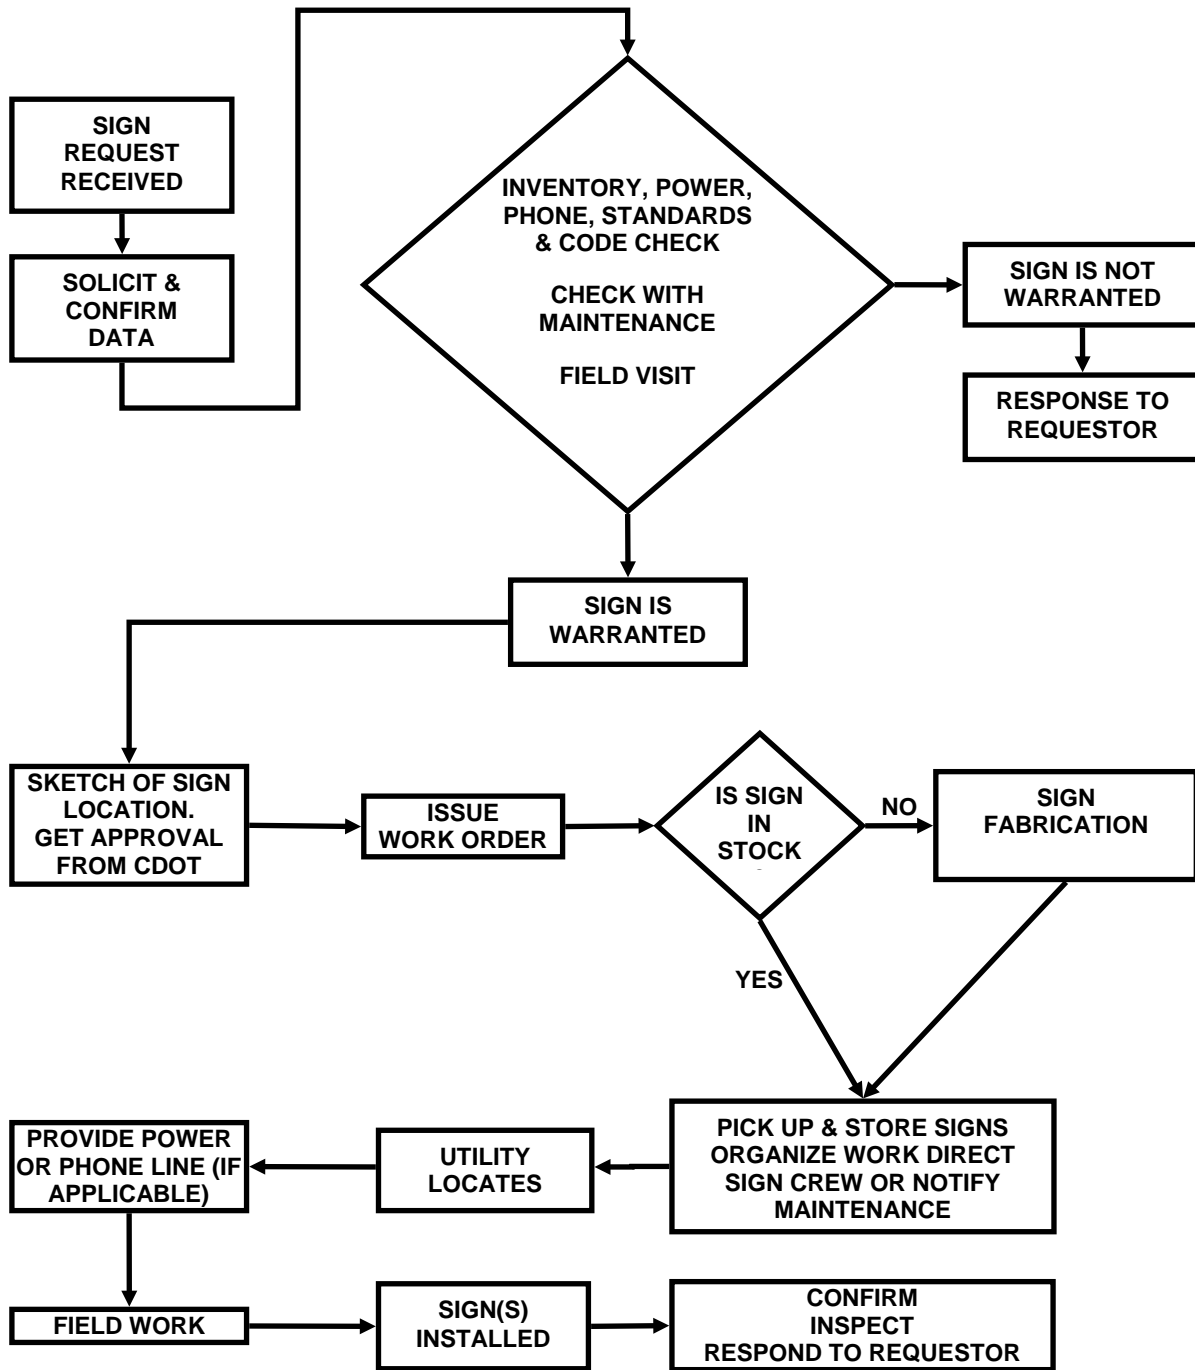 SIGN
REQUEST
RECEIVED
SOLICIT &
CONFIRM
DATA
INVENTORY, POWER,
PHONE, STANDARDS
& CODE CHECK
CHECK WITH
MAINTENANCE
FIELD VISIT
SIGN IS NOT
WARRANTED
RESPONSE TO
REQUESTOR
SIGN IS
WARRANTED
SKETCH OF SIGN
LOCATION.
GET APPROVAL
FROM CDOT
ISSUE
WORK ORDER
IS SIGN
IN
STOCK
NO
SIGN
FABRICATION
YES
PICK UP & STORE SIGNS
ORGANIZE WORK DIRECT
SIGN CREW OR NOTIFY
MAINTENANCE
UTILITY
LOCATES
PROVIDE POWER
OR PHONE LINE (IF
APPLICABLE)
FIELD WORK
SIGN(S)
INSTALLED
CONFIRM
INSPECT
RESPOND TO REQUESTOR